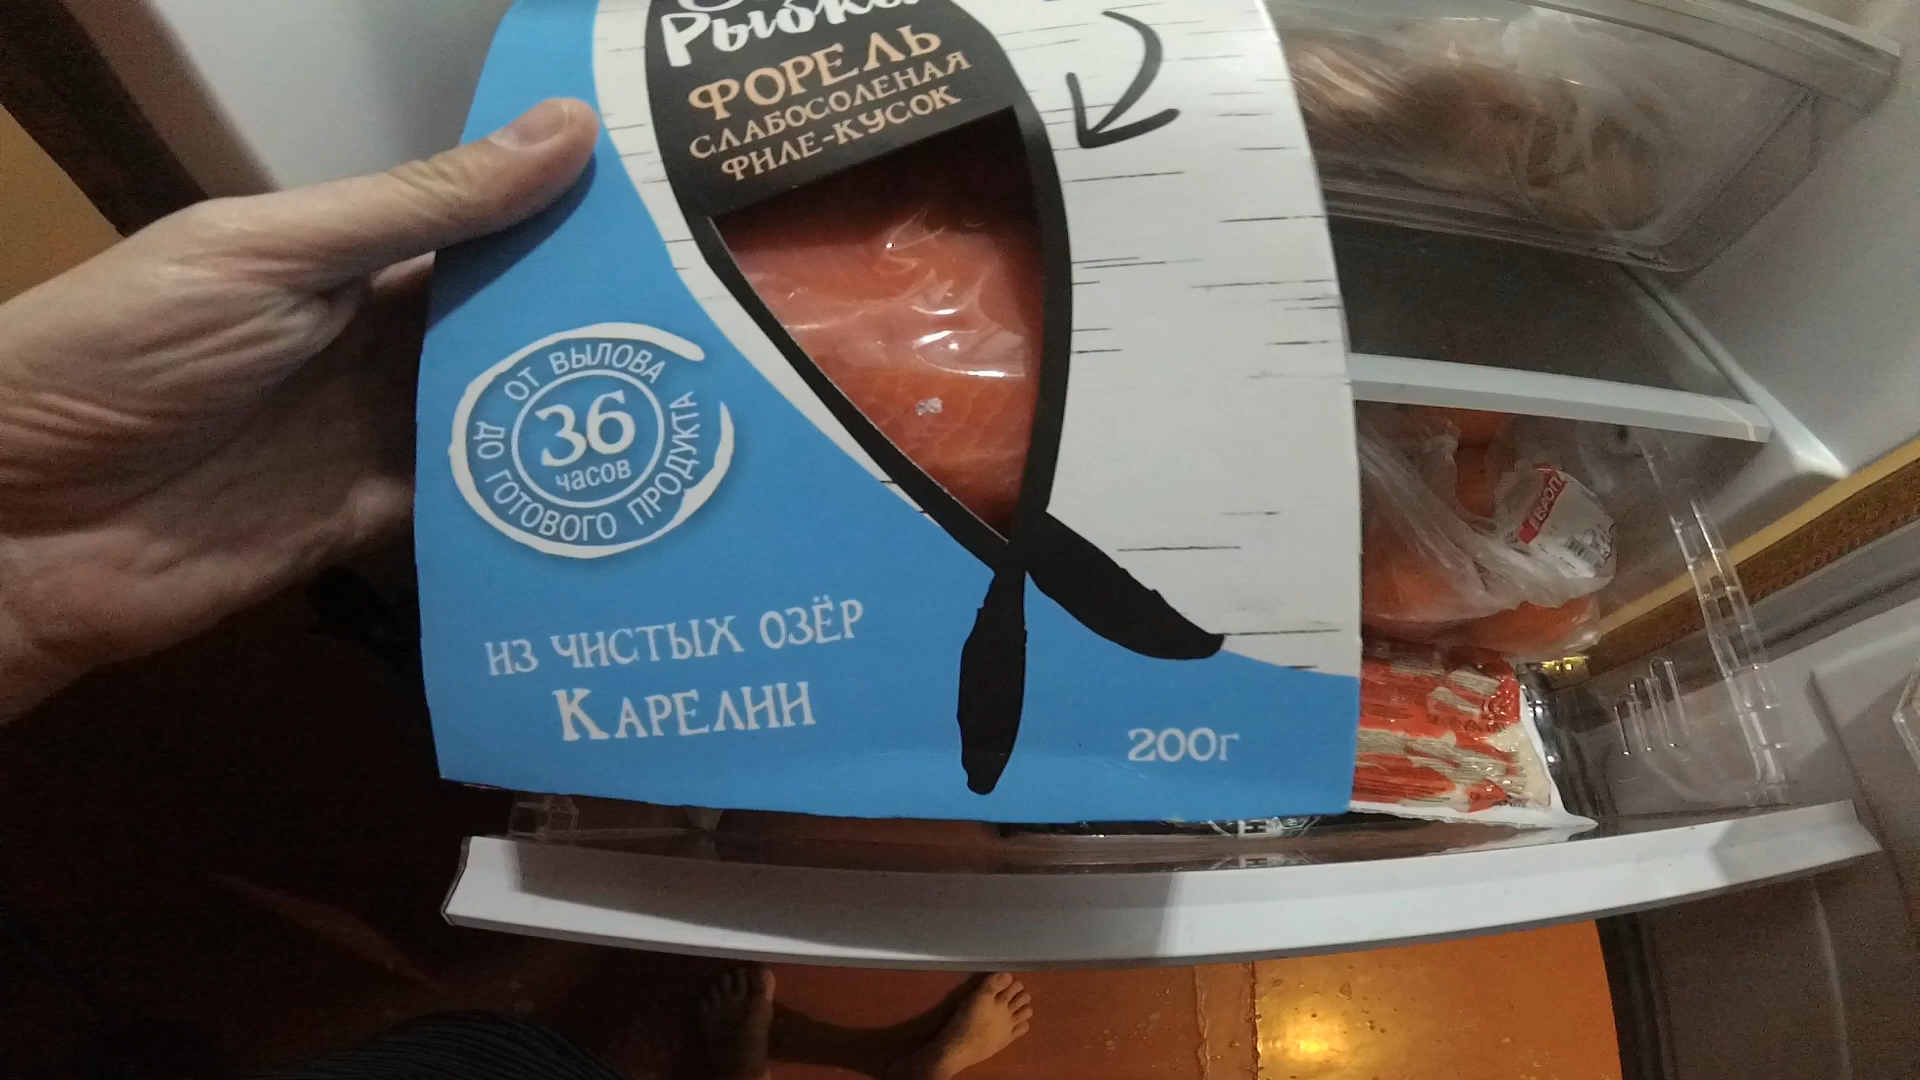 Рыбка
ФОРЕЛЬ
СЛАБОСОЛЕНАЯ
ФИЛЕ-КУСОК
ОТ ВЫЛОВА
36
часов
ДО ГОТОВОГО ПРОДУКТА
ИЗ ЧИСТЫХ ОЗЁР
КАРЕЛИИ
200г